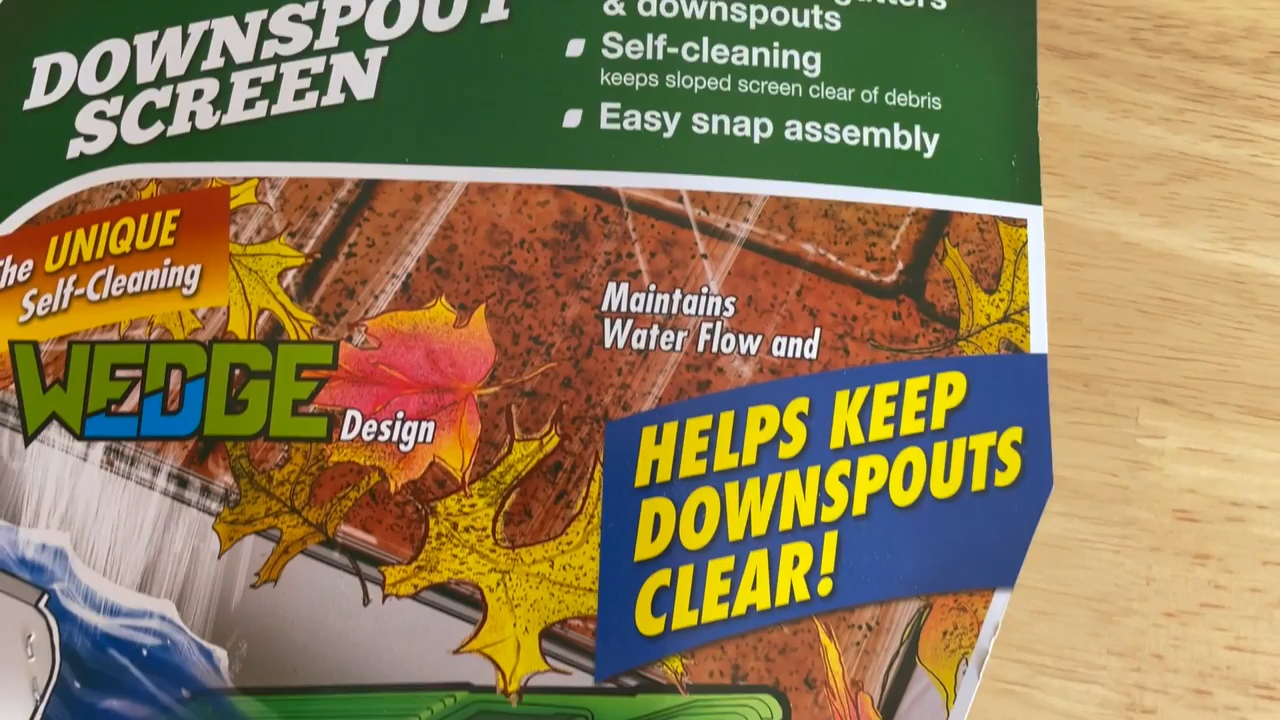 DOWNSPOUT
SCREEN
& downspouts
Self-cleaning
keeps sloped screen clear of debris
Easy snap assembly
The UNIQUE
Self-Cleaning
WEDGE
Design
Maintains
Water Flow and
HELPS KEEP
DOWNSPOUTS
CLEAR!